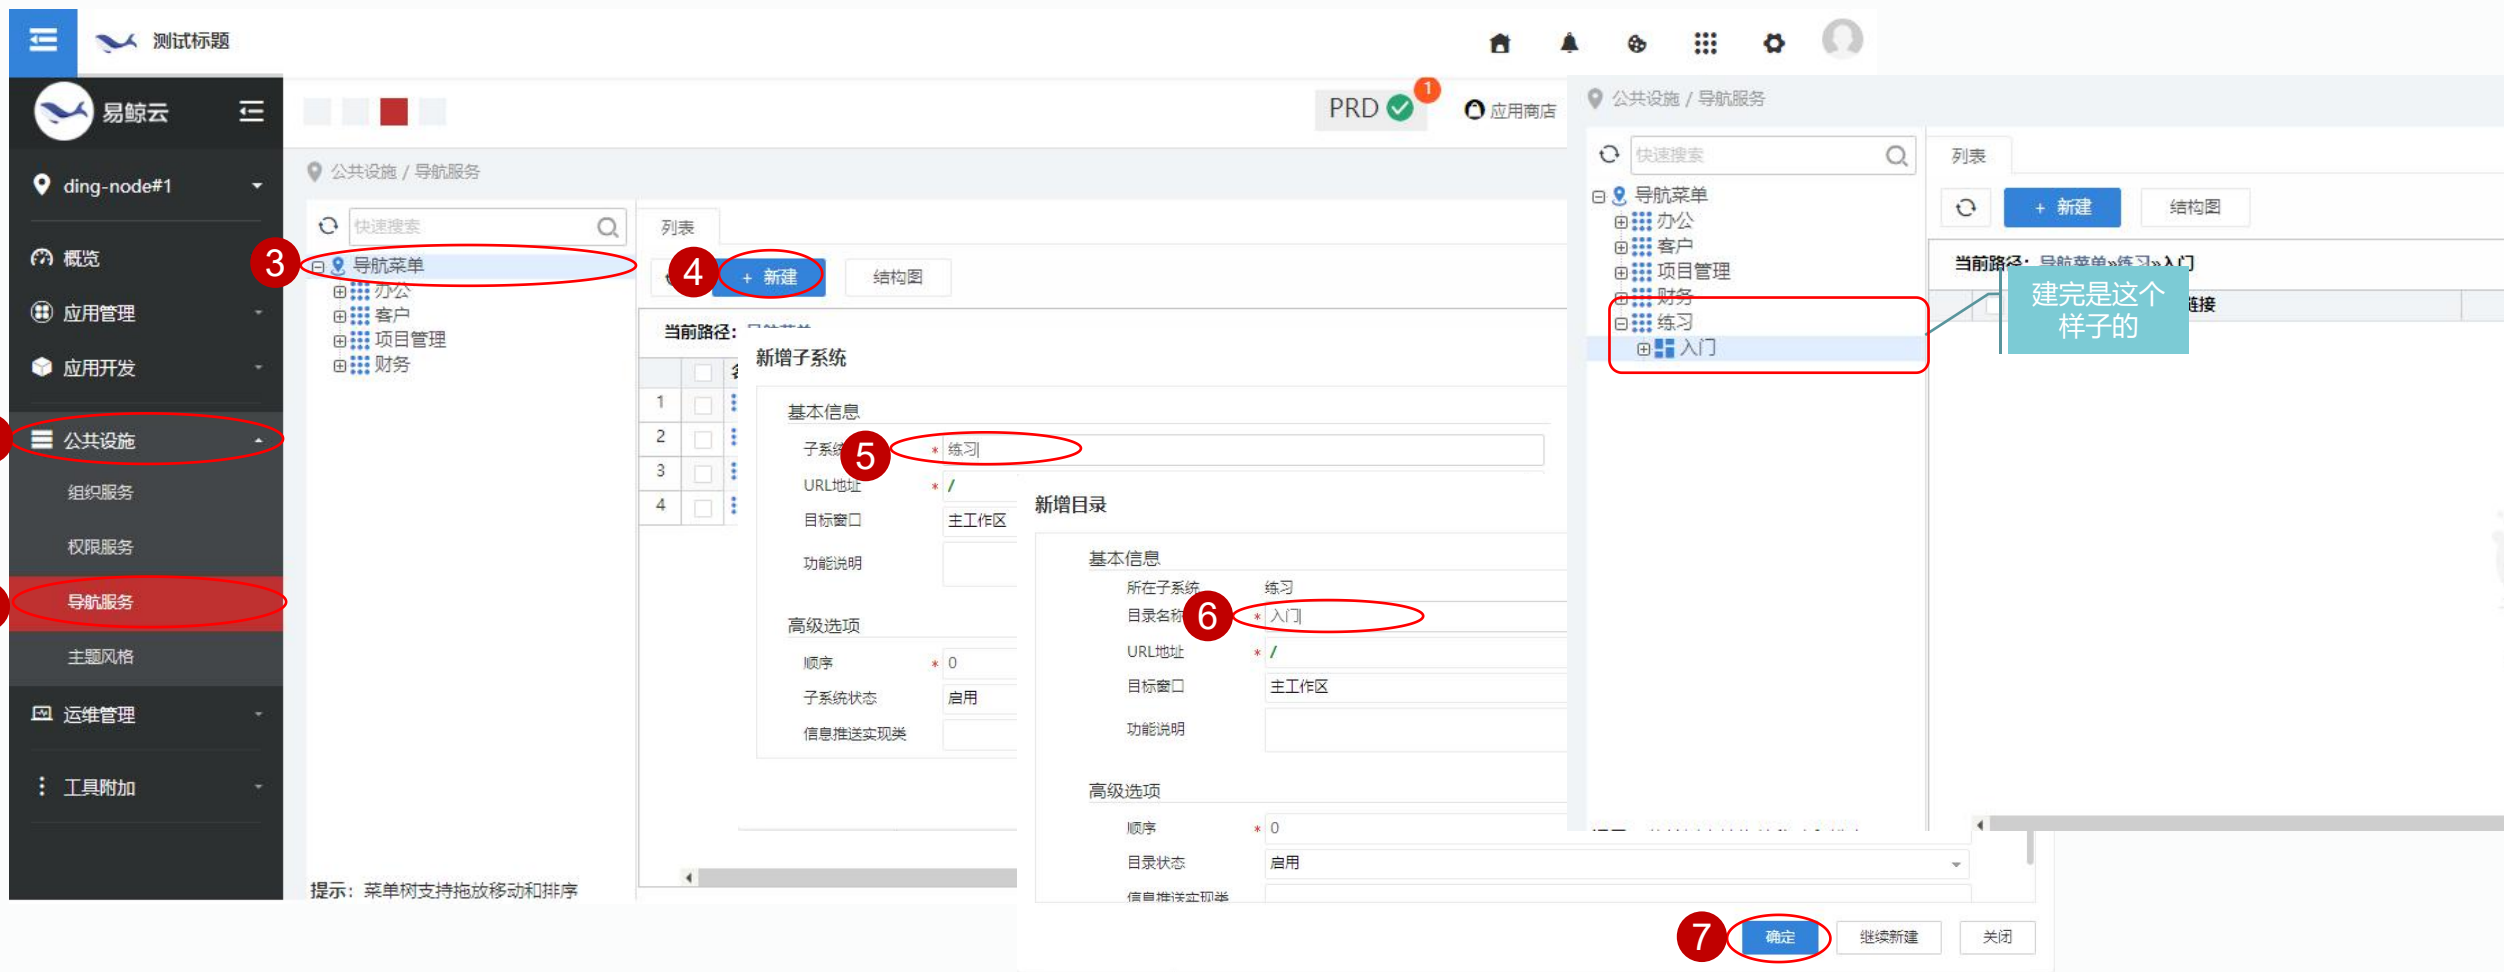 测试标题
易鲸云
ding-node#1
概览
应用管理
应用开发
公共设施
组织服务
权限服务
导航服务
主题风格
运维管理
工具附加
PRD
1
应用商店
公共设施 / 导航服务
快速搜索
3
导航菜单
办公
客户
项目管理
财务
提示：菜单树支持拖放移动和排序
列表
4
+ 新建
结构图
当前路径：
1
2
3
4
新增子系统
基本信息
子系统
5
* 练习
URL地址
* /
目标窗口
主工作区
功能说明
高级选项
顺序
* 0
子系统状态
启用
信息推送实现类
新增目录
基本信息
所在子系统
练习
目录名称
6
* 入门
URL地址
* /
目标窗口
主工作区
功能说明
高级选项
顺序
* 0
目录状态
启用
信息推送实现类
7
确定
继续新建
关闭
公共设施 / 导航服务
快速搜索
导航菜单
办公
客户
项目管理
财务
练习
入门
列表
+ 新建
结构图
当前路径：导航菜单»练习»入门
链接
建完是这个
样子的